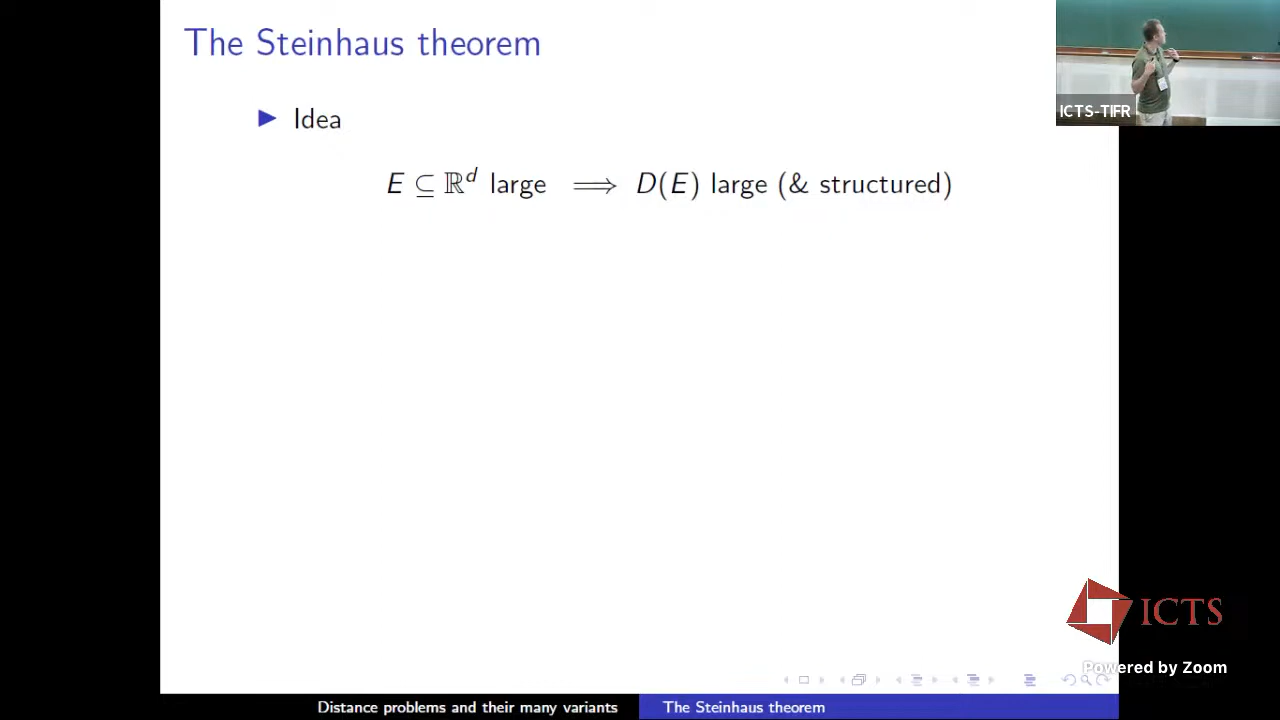 The Steinhaus theorem
▶ Idea
E ⊆ ℝᵈ large ⟹ D(E) large (& structured)
ICTS-TIFR
ICTS
Powered by Zoom
Distance problems and their many variants
The Steinhaus theorem